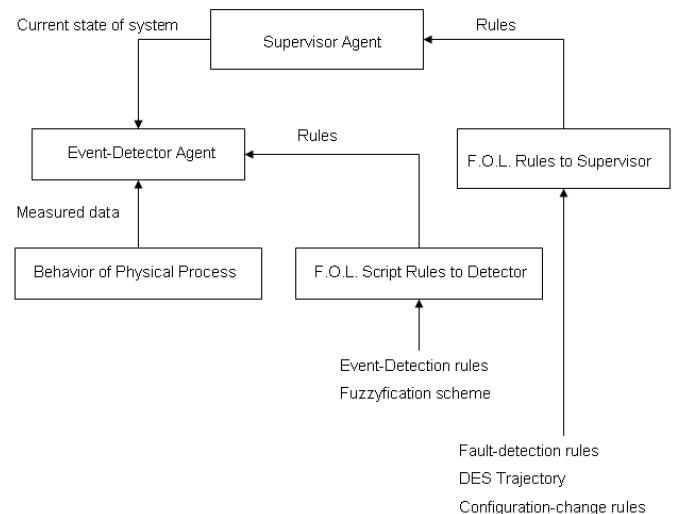 Current state of system
Supervisor Agent
Rules
Event-Detector Agent
Rules
F.O.L. Rules to Supervisor
Measured data
Behavior of Physical Process
F.O.L. Script Rules to Detector
Event-Detection rules
Fuzzyfication scheme
Fault-detection rules
DES Trajectory
Configuration-change rules